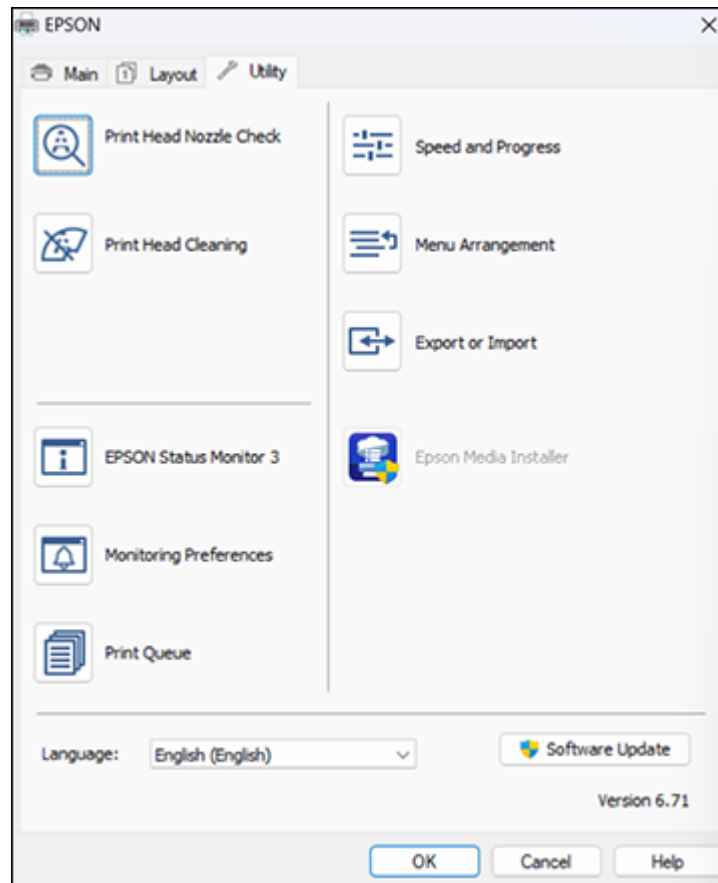 EPSON
Main
Layout
Utility
Print Head Nozzle Check
Print Head Cleaning
EPSON Status Monitor 3
Monitoring Preferences
Print Queue
Speed and Progress
Menu Arrangement
Export or Import
Epson Media Installer
Language:
English (English)
Software Update
Version 6.71
OK
Cancel
Help